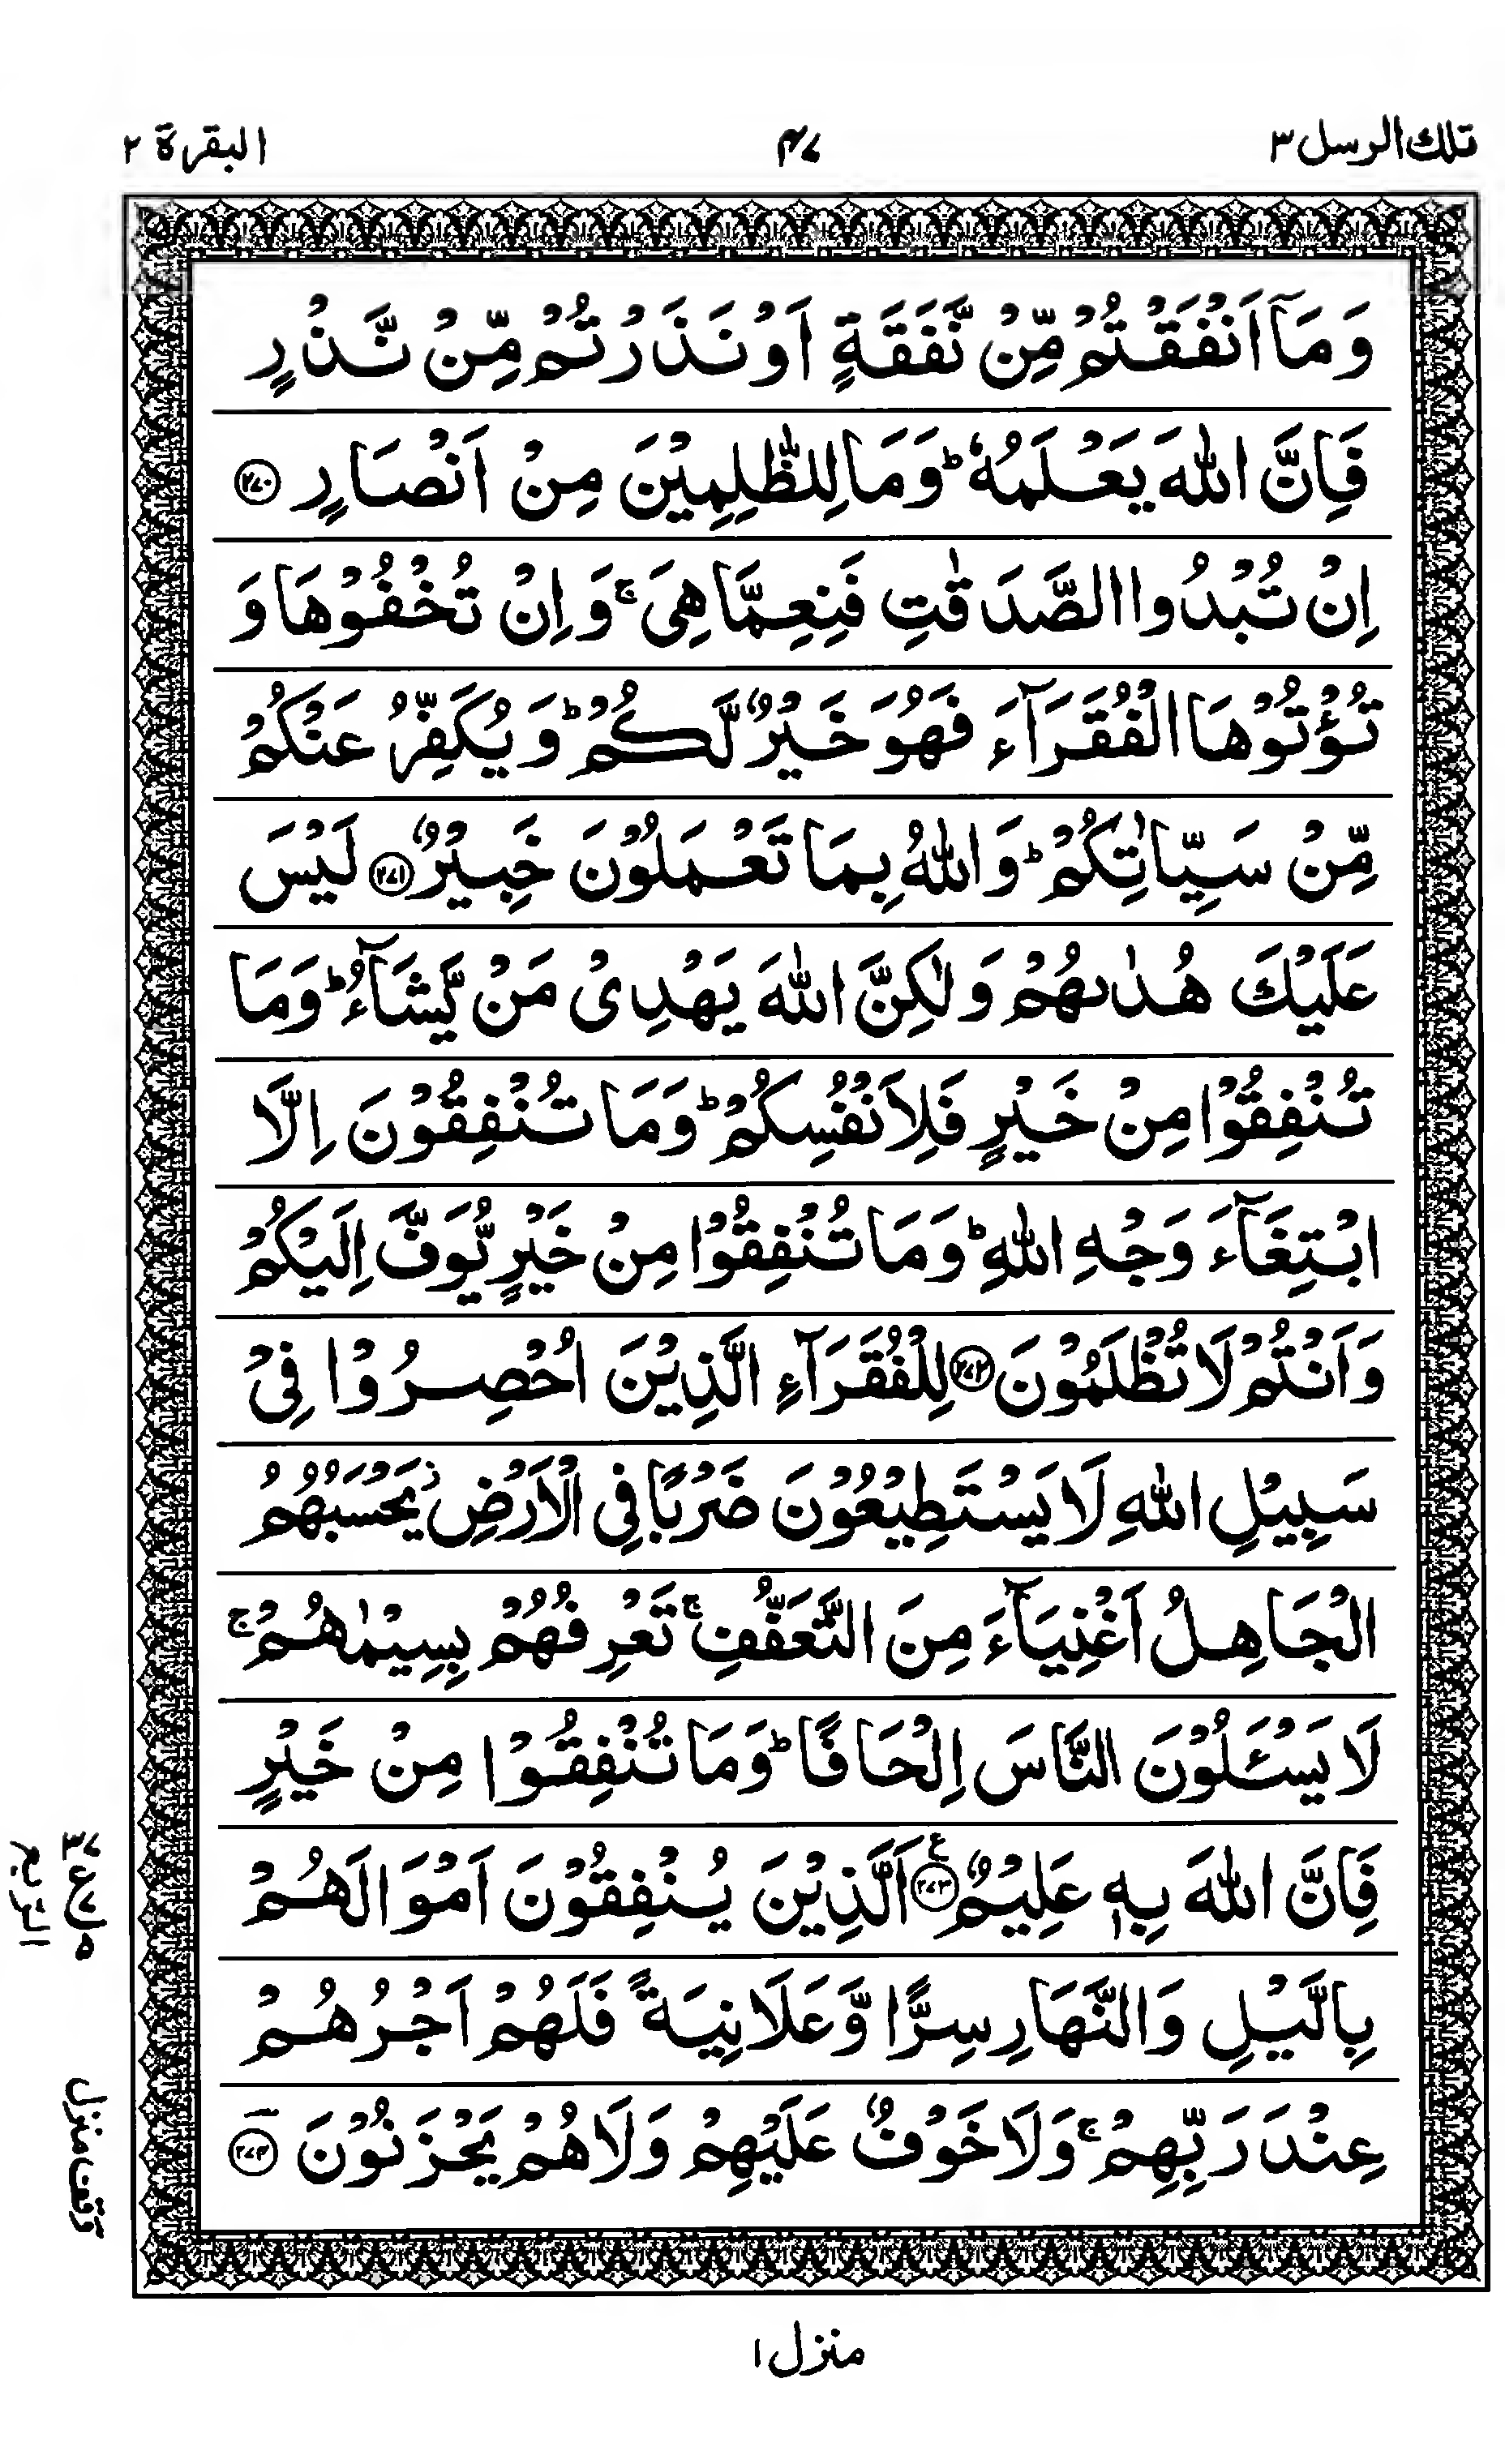 تلك الرسل ٣
٤٧
البقرة ٢
وَمَآ اَنْفَقْتُمْ مِّنْ نَّفَقَةٍ اَوْ نَذَرْتُمْ مِّنْ نَّذْرٍ
فَاِنَّ اللّٰهَ يَعْلَمُهٗ ؕ وَمَا لِلظّٰلِمِيْنَ مِنْ اَنْصَارٍ ﴿٢٧٠﴾
اِنْ تُبْدُوا الصَّدَقٰتِ فَنِعِمَّا هِىَ ۚ وَاِنْ تُخْفُوْهَا وَ
تُؤْتُوْهَا الْفُقَرَآءَ فَهُوَ خَيْرٌ لَّكُمْ ؕ وَيُكَفِّرُ عَنْكُمْ
مِّنْ سَيِّاٰتِكُمْ ؕ وَاللّٰهُ بِمَا تَعْمَلُوْنَ خَبِيْرٌ ﴿٢٧١﴾ لَيْسَ
عَلَيْكَ هُدٰىهُمْ وَلٰكِنَّ اللّٰهَ يَهْدِىْ مَنْ يَّشَآءُ ؕ وَمَا
تُنْفِقُوْا مِنْ خَيْرٍ فَلِاَنْفُسِكُمْ ؕ وَمَا تُنْفِقُوْنَ اِلَّا
ابْتِغَآءَ وَجْهِ اللّٰهِ ؕ وَمَا تُنْفِقُوْا مِنْ خَيْرٍ يُّوَفَّ اِلَيْكُمْ
وَاَنْتُمْ لَا تُظْلَمُوْنَ ﴿٢٧٢﴾ لِلْفُقَرَآءِ الَّذِيْنَ اُحْصِرُوْا فِىْ
سَبِيْلِ اللّٰهِ لَا يَسْتَطِيْعُوْنَ ضَرْبًا فِى الْاَرْضِ ۫ يَحْسَبُهُمُ
الْجَاهِلُ اَغْنِيَآءَ مِنَ التَّعَفُّفِ ۚ تَعْرِفُهُمْ بِسِيْمٰهُمْ ۚ
لَا يَسْـَٔلُوْنَ النَّاسَ اِلْحَافًا ؕ وَمَا تُنْفِقُوْا مِنْ خَيْرٍ
فَاِنَّ اللّٰهَ بِهٖ عَلِيْمٌ ﴿٢٧٣﴾ ع اَلَّذِيْنَ يُنْفِقُوْنَ اَمْوَالَهُمْ
بِالَّيْلِ وَالنَّهَارِ سِرًّا وَّعَلَانِيَةً فَلَهُمْ اَجْرُهُمْ
عِنْدَ رَبِّهِمْ ۚ وَلَا خَوْفٌ عَلَيْهِمْ وَلَا هُمْ يَحْزَنُوْنَ ﴿٢٧٤﴾
الربع
وقف منزل
منزل ١